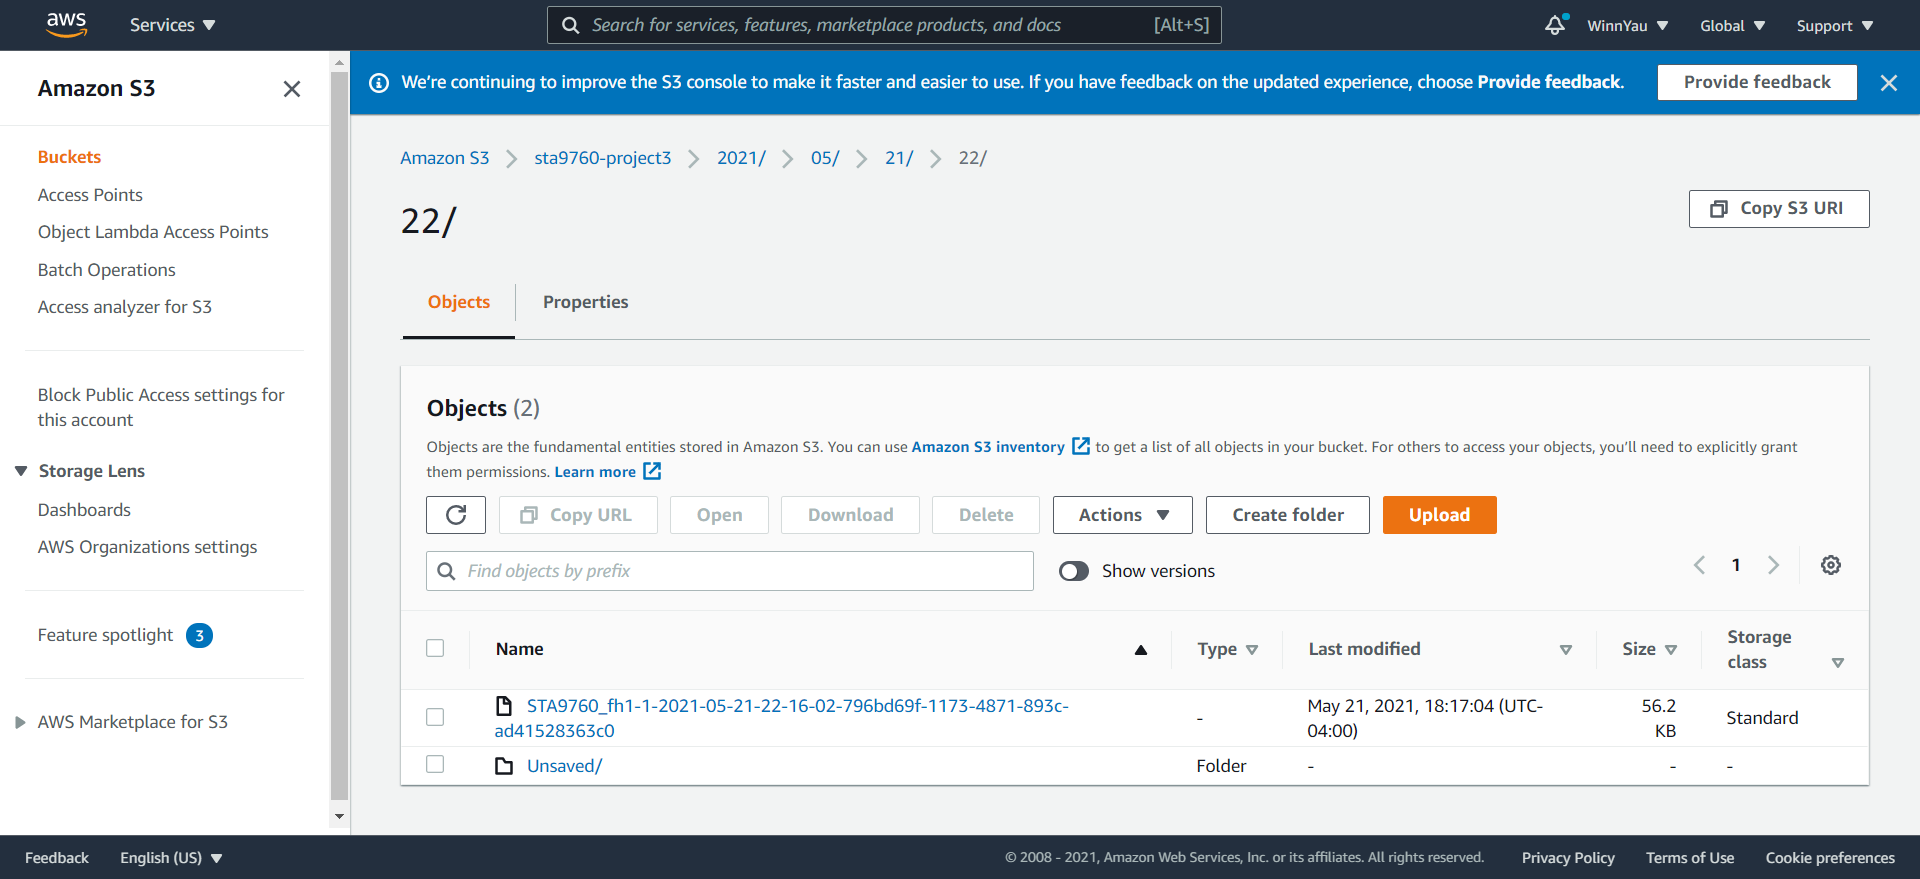 aws
Services
Search for services, features, marketplace products, and docs [Alt+S]
WinnYau
Global
Support
Amazon S3
Buckets
Access Points
Object Lambda Access Points
Batch Operations
Access analyzer for S3
Block Public Access settings for
this account
Storage Lens
Dashboards
AWS Organizations settings
Feature spotlight 3
AWS Marketplace for S3
We're continuing to improve the S3 console to make it faster and easier to use. If you have feedback on the updated experience, choose Provide feedback.
Provide feedback
Amazon S3 sta9760-project3 2021/ 05/ 21/ 22/
22/
Copy S3 URI
Objects Properties
Objects (2)
Objects are the fundamental entities stored in Amazon S3. You can use Amazon S3 inventory to get a list of all objects in your bucket. For others to access your objects, you'll need to explicitly grant
them permissions. Learn more
Copy URL Open Download Delete Actions Create folder Upload
Find objects by prefix
Show versions
1
Name Type Last modified Size Storage
class
STA9760_fh1-1-2021-05-21-22-16-02-796bd69f-1173-4871-893c-
ad41528363c0
-
May 21, 2021, 18:17:04 (UTC-
04:00)
56.2
KB
Standard
Unsaved/ Folder - - -
Feedback English (US)
© 2008 - 2021, Amazon Web Services, Inc. or its affiliates. All rights reserved. Privacy Policy Terms of Use Cookie preferences